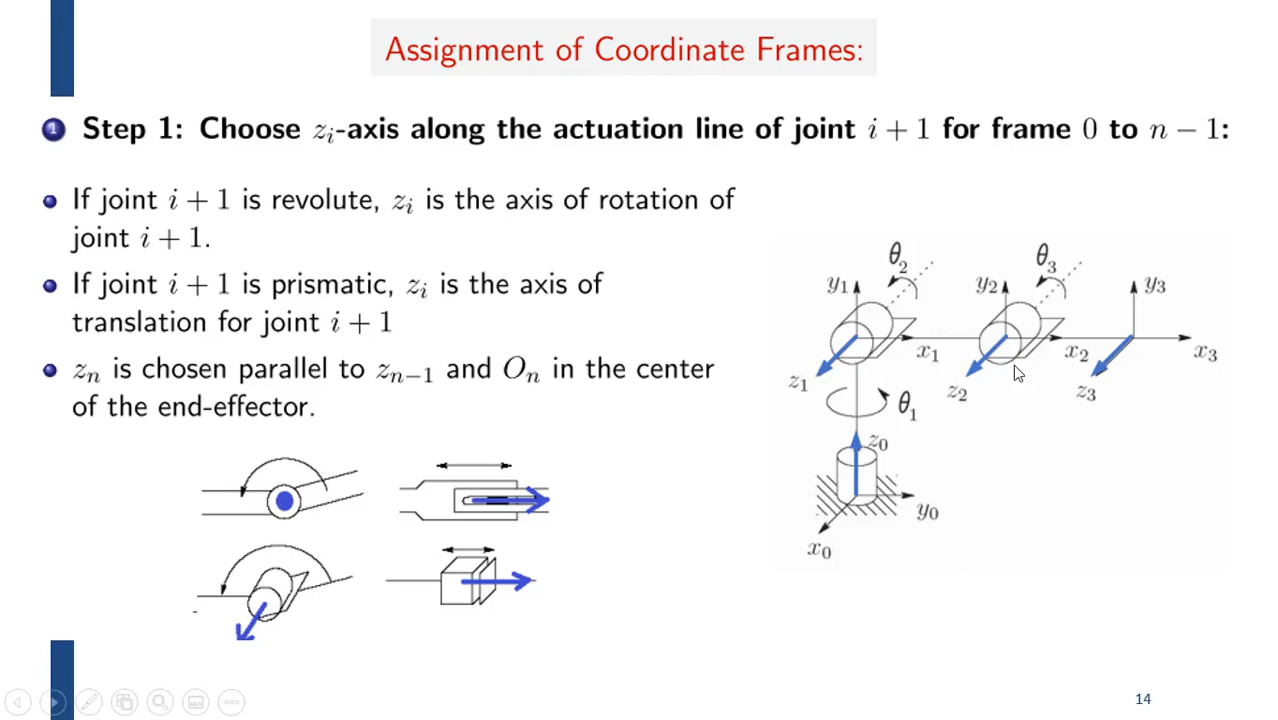 Assignment of Coordinate Frames:
1 Step 1: Choose z_i-axis along the actuation line of joint i + 1 for frame 0 to n − 1:
If joint i + 1 is revolute, z_i is the axis of rotation of
joint i + 1.
If joint i + 1 is prismatic, z_i is the axis of
translation for joint i + 1
z_n is chosen parallel to z_{n−1} and O_n in the center
of the end-effector.
θ_2
θ_3
y_1
y_2
y_3
x_1
x_2
x_3
z_1
z_2
z_3
θ_1
z_0
y_0
x_0
14